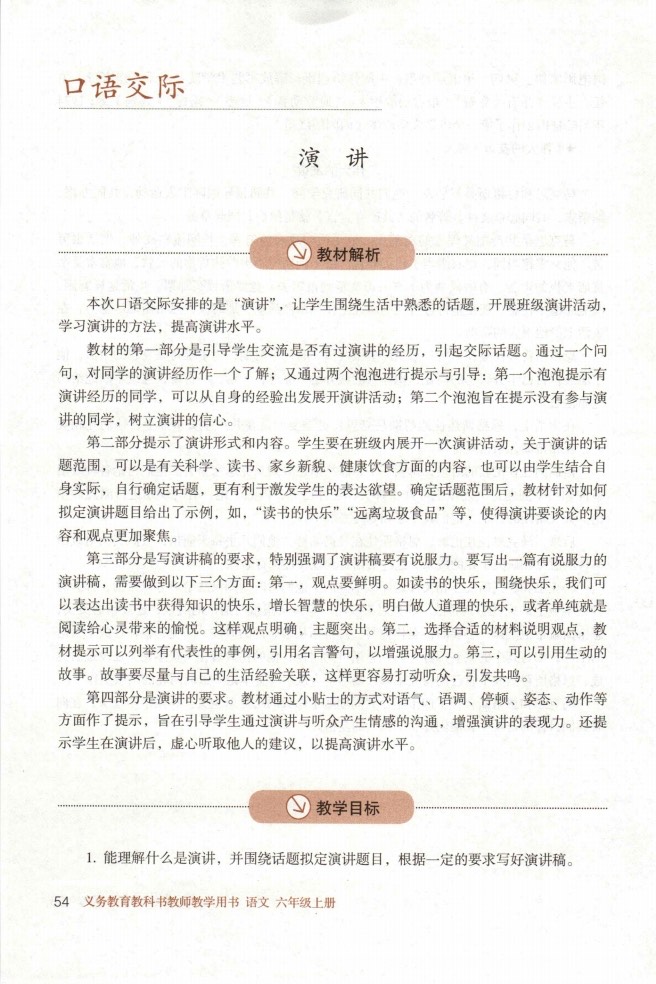 口语交际
演 讲
教材解析
本次口语交际安排的是“演讲”，让学生围绕生活中熟悉的话题，开展班级演讲活动，
学习演讲的方法，提高演讲水平。
教材的第一部分是引导学生交流是否有过演讲的经历，引起交际话题。通过一个问
句，对同学的演讲经历作一个了解；又通过两个泡泡进行提示与引导：第一个泡泡提示有
演讲经历的同学，可以从自身的经验出发展开演讲活动；第二个泡泡旨在提示没有参与演
讲的同学，树立演讲的信心。
第二部分提示了演讲形式和内容。学生要在班级内展开一次演讲活动，关于演讲的话
题范围，可以是有关科学、读书、家乡新貌、健康饮食方面的内容，也可以由学生结合自
身实际，自行确定话题，更有利于激发学生的表达欲望。确定话题范围后，教材针对如何
拟定演讲题目给出了示例，如，“读书的快乐”“远离垃圾食品”等，使得演讲要谈论的内
容和观点更加聚焦。
第三部分是写演讲稿的要求，特别强调了演讲稿要有说服力。要写出一篇有说服力的
演讲稿，需要做到以下三个方面：第一，观点要鲜明。如读书的快乐，围绕快乐，我们可
以表达出读书中获得知识的快乐，增长智慧的快乐，明白做人道理的快乐，或者单纯就是
阅读给心灵带来的愉悦。这样观点明确，主题突出。第二，选择合适的材料说明观点，教
材提示可以列举有代表性的事例，引用名言警句，以增强说服力。第三，可以引用生动的
故事。故事要尽量与自己的生活经验关联，这样更容易打动听众，引发共鸣。
第四部分是演讲的要求。教材通过小贴士的方式对语气、语调、停顿、姿态、动作等
方面作了提示，旨在引导学生通过演讲与听众产生情感的沟通，增强演讲的表现力。还提
示学生在演讲后，虚心听取他人的建议，以提高演讲水平。
教学目标
1. 能理解什么是演讲，并围绕话题拟定演讲题目，根据一定的要求写好演讲稿。
54 义务教育教科书教师教学用书 语文 六年级上册